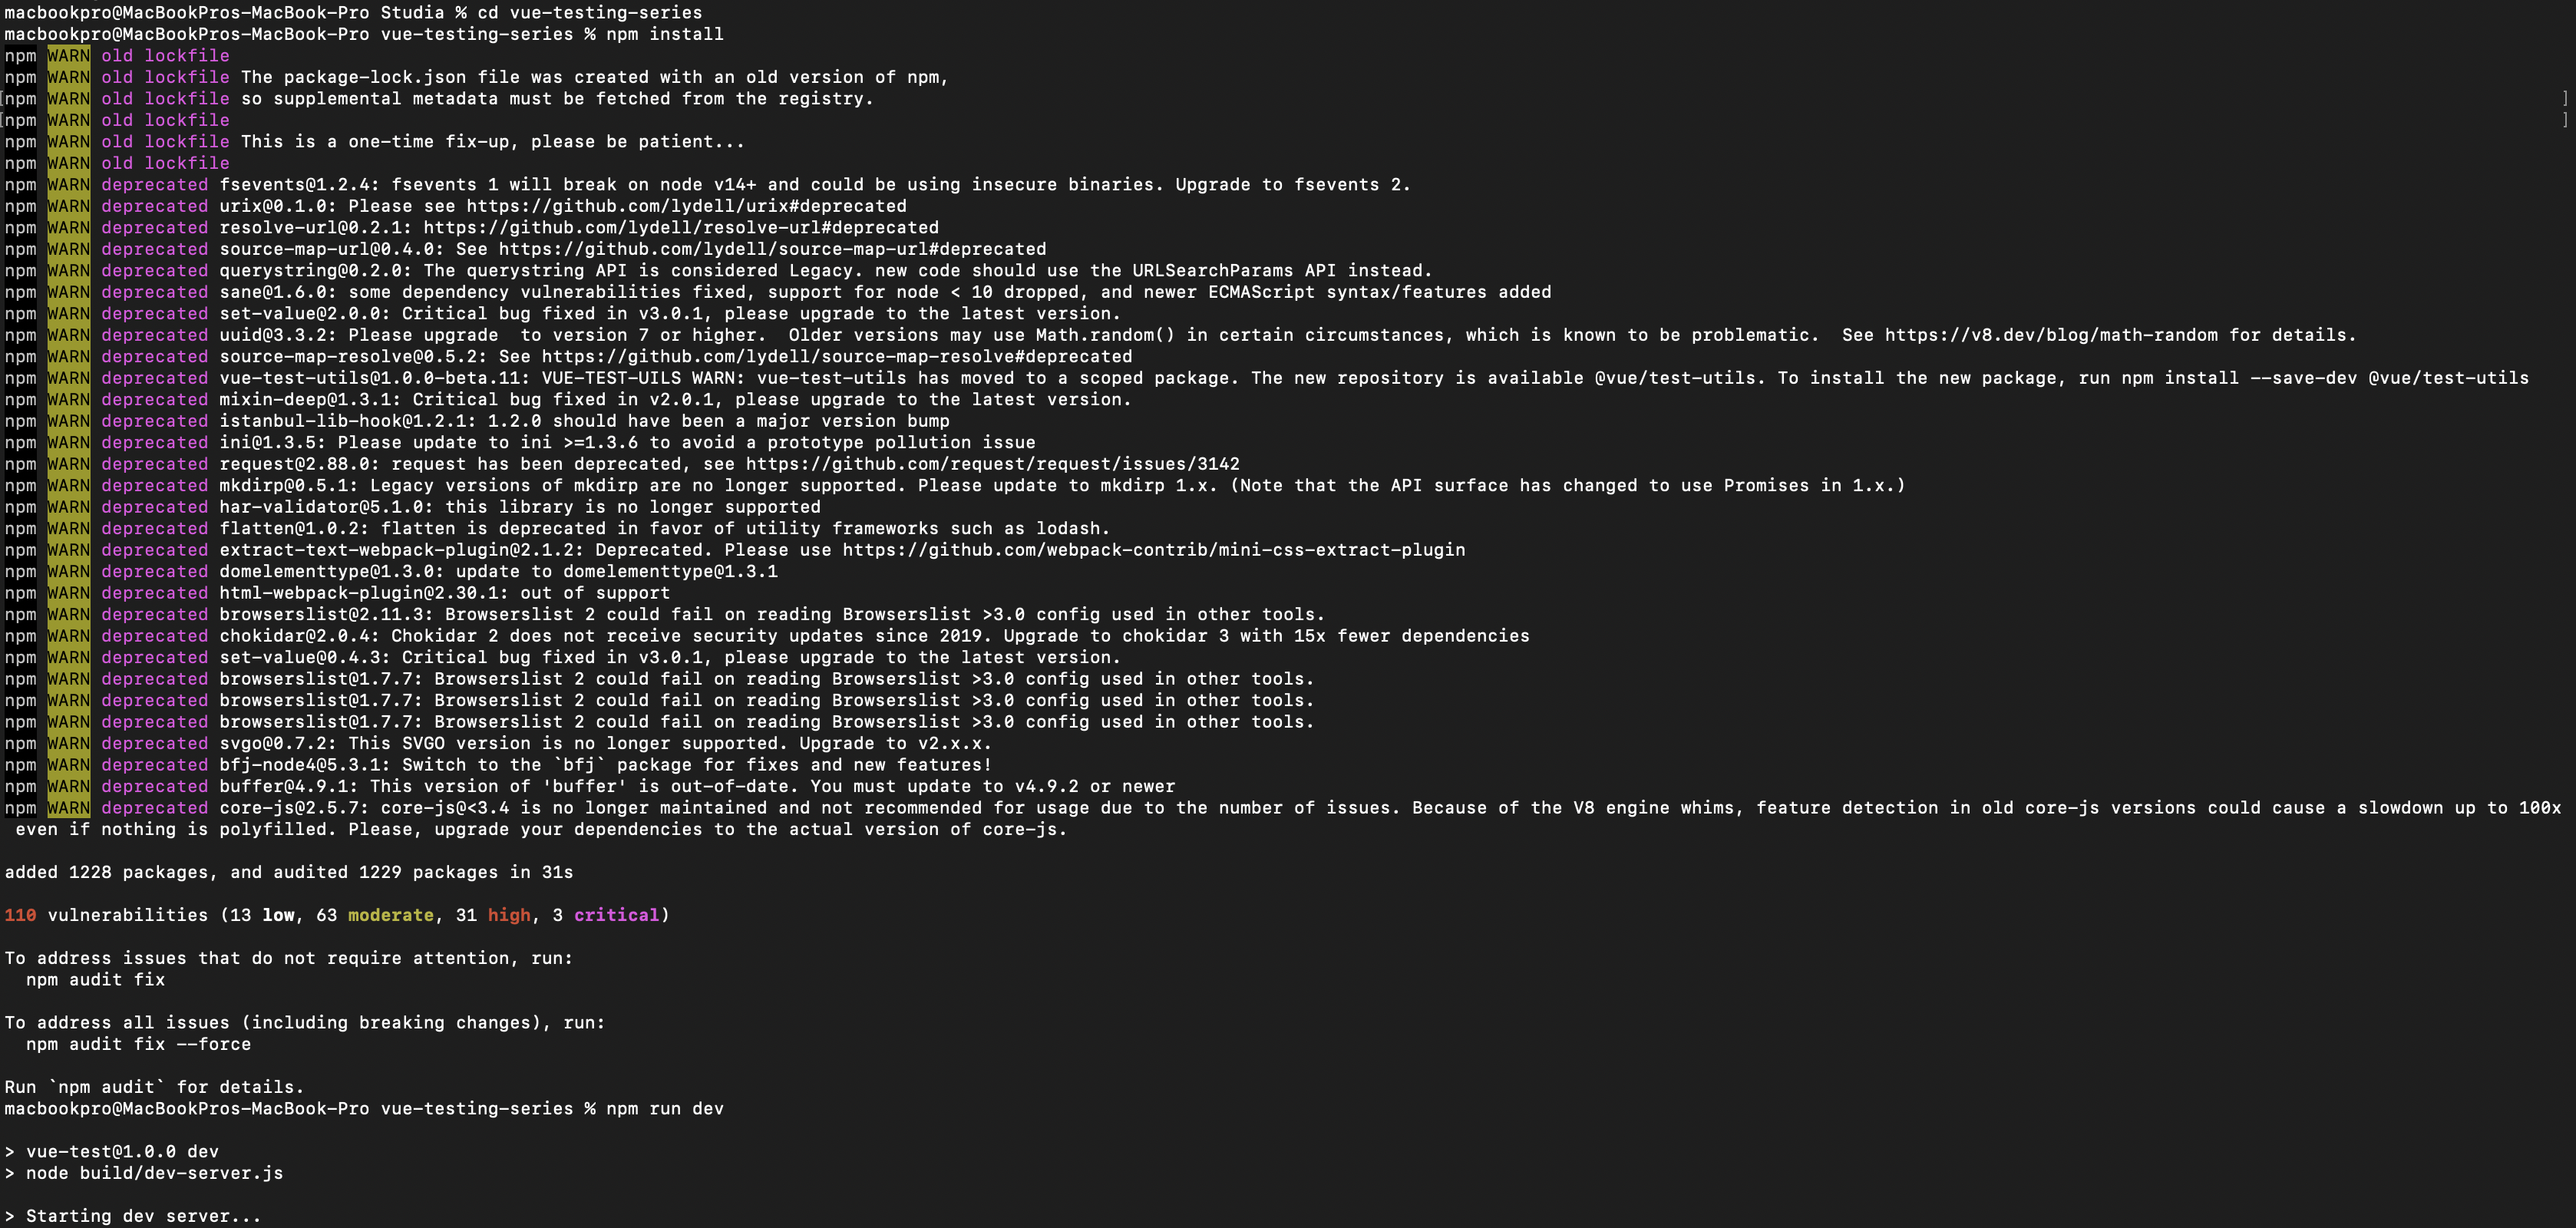 macbookpro@MacBookPros-MacBook-Pro Studia % cd vue-testing-series
macbookpro@MacBookPros-MacBook-Pro vue-testing-series % npm install
npm WARN old lockfile
npm WARN old lockfile The package-lock.json file was created with an old version of npm,
[npm WARN old lockfile so supplemental metadata must be fetched from the registry. ]
[npm WARN old lockfile ]
npm WARN old lockfile This is a one-time fix-up, please be patient...
npm WARN old lockfile
npm WARN deprecated fsevents@1.2.4: fsevents 1 will break on node v14+ and could be using insecure binaries. Upgrade to fsevents 2.
npm WARN deprecated urix@0.1.0: Please see https://github.com/lydell/urix#deprecated
npm WARN deprecated resolve-url@0.2.1: https://github.com/lydell/resolve-url#deprecated
npm WARN deprecated source-map-url@0.4.0: See https://github.com/lydell/source-map-url#deprecated
npm WARN deprecated querystring@0.2.0: The querystring API is considered Legacy. new code should use the URLSearchParams API instead.
npm WARN deprecated sane@1.6.0: some dependency vulnerabilities fixed, support for node < 10 dropped, and newer ECMAScript syntax/features added
npm WARN deprecated set-value@2.0.0: Critical bug fixed in v3.0.1, please upgrade to the latest version.
npm WARN deprecated uuid@3.3.2: Please upgrade  to version 7 or higher.  Older versions may use Math.random() in certain circumstances, which is known to be problematic.  See https://v8.dev/blog/math-random for details.
npm WARN deprecated source-map-resolve@0.5.2: See https://github.com/lydell/source-map-resolve#deprecated
npm WARN deprecated vue-test-utils@1.0.0-beta.11: VUE-TEST-UILS WARN: vue-test-utils has moved to a scoped package. The new repository is available @vue/test-utils. To install the new package, run npm install --save-dev @vue/test-utils
npm WARN deprecated mixin-deep@1.3.1: Critical bug fixed in v2.0.1, please upgrade to the latest version.
npm WARN deprecated istanbul-lib-hook@1.2.1: 1.2.0 should have been a major version bump
npm WARN deprecated ini@1.3.5: Please update to ini >=1.3.6 to avoid a prototype pollution issue
npm WARN deprecated request@2.88.0: request has been deprecated, see https://github.com/request/request/issues/3142
npm WARN deprecated mkdirp@0.5.1: Legacy versions of mkdirp are no longer supported. Please update to mkdirp 1.x. (Note that the API surface has changed to use Promises in 1.x.)
npm WARN deprecated har-validator@5.1.0: this library is no longer supported
npm WARN deprecated flatten@1.0.2: flatten is deprecated in favor of utility frameworks such as lodash.
npm WARN deprecated extract-text-webpack-plugin@2.1.2: Deprecated. Please use https://github.com/webpack-contrib/mini-css-extract-plugin
npm WARN deprecated domelementtype@1.3.0: update to domelementtype@1.3.1
npm WARN deprecated html-webpack-plugin@2.30.1: out of support
npm WARN deprecated browserslist@2.11.3: Browserslist 2 could fail on reading Browserslist >3.0 config used in other tools.
npm WARN deprecated chokidar@2.0.4: Chokidar 2 does not receive security updates since 2019. Upgrade to chokidar 3 with 15x fewer dependencies
npm WARN deprecated set-value@0.4.3: Critical bug fixed in v3.0.1, please upgrade to the latest version.
npm WARN deprecated browserslist@1.7.7: Browserslist 2 could fail on reading Browserslist >3.0 config used in other tools.
npm WARN deprecated browserslist@1.7.7: Browserslist 2 could fail on reading Browserslist >3.0 config used in other tools.
npm WARN deprecated browserslist@1.7.7: Browserslist 2 could fail on reading Browserslist >3.0 config used in other tools.
npm WARN deprecated svgo@0.7.2: This SVGO version is no longer supported. Upgrade to v2.x.x.
npm WARN deprecated bfj-node4@5.3.1: Switch to the `bfj` package for fixes and new features!
npm WARN deprecated buffer@4.9.1: This version of 'buffer' is out-of-date. You must update to v4.9.2 or newer
npm WARN deprecated core-js@2.5.7: core-js@<3.4 is no longer maintained and not recommended for usage due to the number of issues. Because of the V8 engine whims, feature detection in old core-js versions could cause a slowdown up to 100x
 even if nothing is polyfilled. Please, upgrade your dependencies to the actual version of core-js.
added 1228 packages, and audited 1229 packages in 31s
110 vulnerabilities (13 low, 63 moderate, 31 high, 3 critical)
To address issues that do not require attention, run:
  npm audit fix
To address all issues (including breaking changes), run:
  npm audit fix --force
Run `npm audit` for details.
macbookpro@MacBookPros-MacBook-Pro vue-testing-series % npm run dev
> vue-test@1.0.0 dev
> node build/dev-server.js
> Starting dev server...